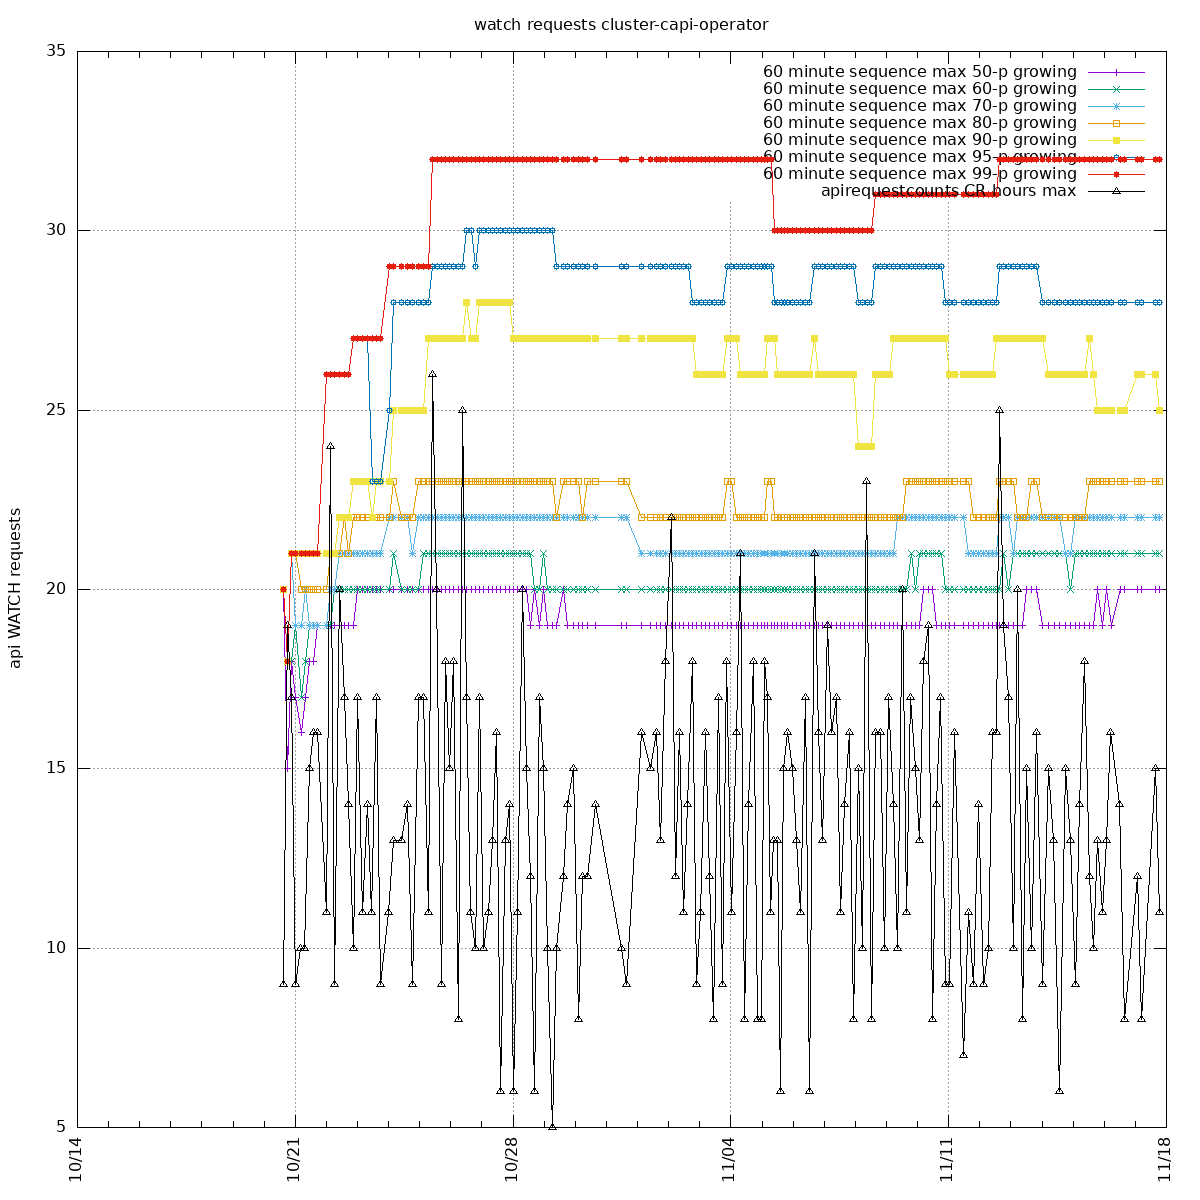 watch requests cluster-capi-operator
35
30
25
20
15
10
5
api WATCH requests
60 minute sequence max 50-p growing
60 minute sequence max 60-p growing
60 minute sequence max 70-p growing
60 minute sequence max 80-p growing
60 minute sequence max 90-p growing
60 minute sequence max 95-p growing
60 minute sequence max 99-p growing
apirequestcounts CR hours max
10/14
10/21
10/28
11/04
11/11
11/18